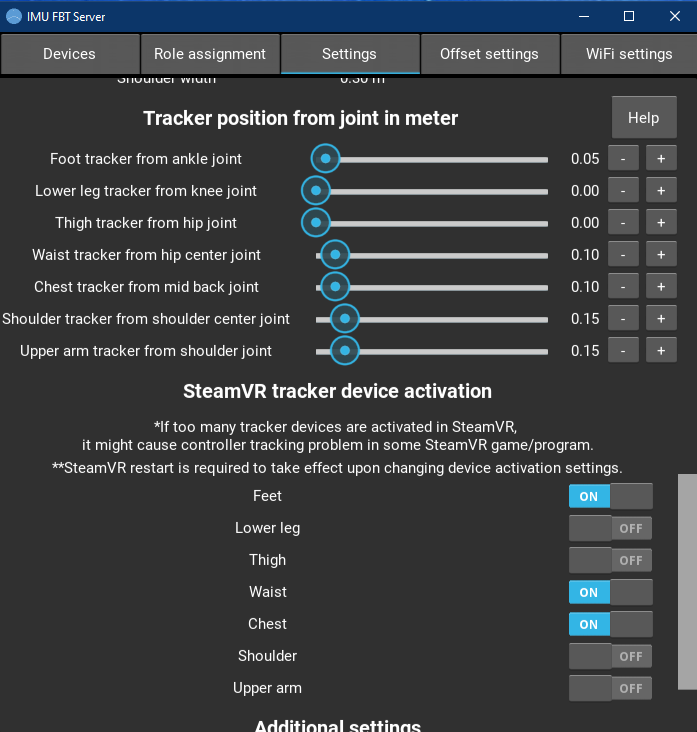 IMU FBT Server
Devices Role assignment Settings Offset settings WiFi settings
Shoulder width 0.30 m
Tracker position from joint in meter Help
Foot tracker from ankle joint 0.05 - +
Lower leg tracker from knee joint 0.00 - +
Thigh tracker from hip joint 0.00 - +
Waist tracker from hip center joint 0.10 - +
Chest tracker from mid back joint 0.10 - +
Shoulder tracker from shoulder center joint 0.15 - +
Upper arm tracker from shoulder joint 0.15 - +
SteamVR tracker device activation
*If too many tracker devices are activated in SteamVR,
it might cause controller tracking problem in some SteamVR game/program.
**SteamVR restart is required to take effect upon changing device activation settings.
Feet ON
Lower leg OFF
Thigh OFF
Waist ON
Chest ON
Shoulder OFF
Upper arm OFF
Additional settings